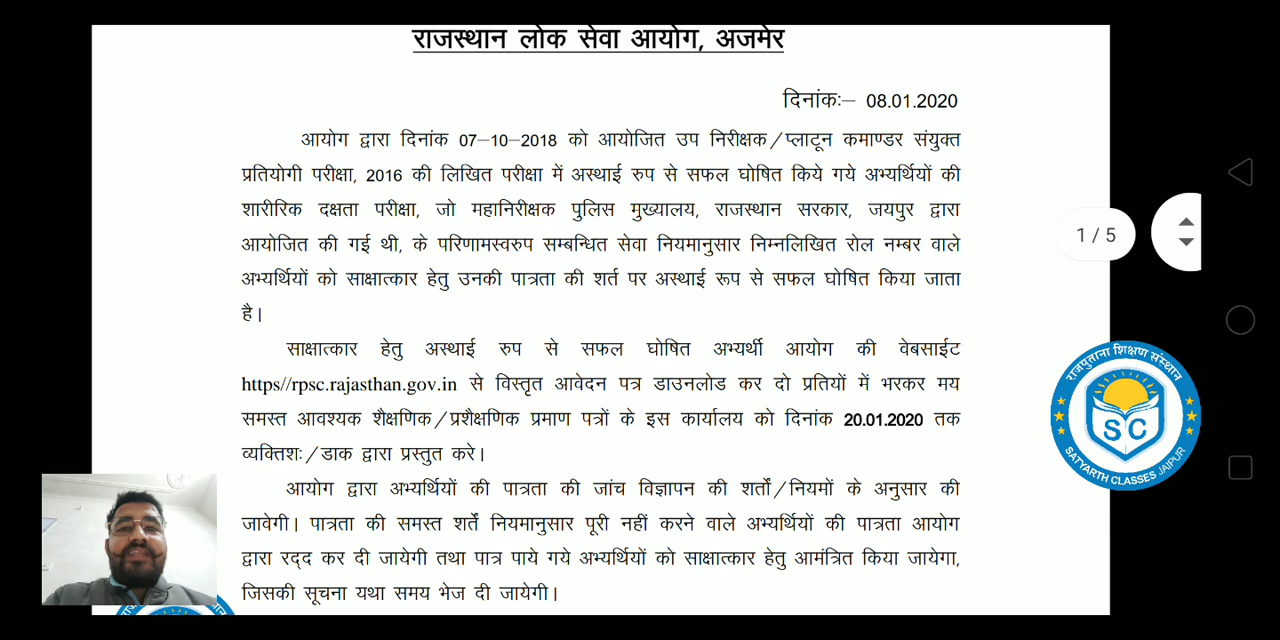 राजस्थान लोक सेवा आयोग, अजमेर
दिनांकः– 08.01.2020
आयोग द्वारा दिनांक 07–10–2018 को आयोजित उप निरीक्षक/प्लाटून कमाण्डर संयुक्त
प्रतियोगी परीक्षा, 2016 की लिखित परीक्षा में अस्थाई रुप से सफल घोषित किये गये अभ्यर्थियों की
शारीरिक दक्षता परीक्षा, जो महानिरीक्षक पुलिस मुख्यालय, राजस्थान सरकार, जयपुर द्वारा
आयोजित की गई थी, के परिणामस्वरुप सम्बन्धित सेवा नियमानुसार निम्नलिखित रोल नम्बर वाले
अभ्यर्थियों को साक्षात्कार हेतु उनकी पात्रता की शर्त पर अस्थाई रूप से सफल घोषित किया जाता
है।
साक्षात्कार हेतु अस्थाई रुप से सफल घोषित अभ्यर्थी आयोग की वेबसाईट
https//rpsc.rajasthan.gov.in से विस्तृत आवेदन पत्र डाउनलोड कर दो प्रतियों में भरकर मय
समस्त आवश्यक शैक्षणिक/प्रशैक्षणिक प्रमाण पत्रों के इस कार्यालय को दिनांक 20.01.2020 तक
व्यक्तिशः/डाक द्वारा प्रस्तुत करे।
आयोग द्वारा अभ्यर्थियों की पात्रता की जांच विज्ञापन की शर्तों/नियमों के अनुसार की
जावेगी। पात्रता की समस्त शर्तें नियमानुसार पूरी नहीं करने वाले अभ्यर्थियों की पात्रता आयोग
द्वारा रद्द कर दी जायेगी तथा पात्र पाये गये अभ्यर्थियों को साक्षात्कार हेतु आमंत्रित किया जायेगा,
जिसकी सूचना यथा समय भेज दी जायेगी।
1 / 5
राजपुताना शिक्षण संस्थान
SC
SATYARTH CLASSES JAIPUR